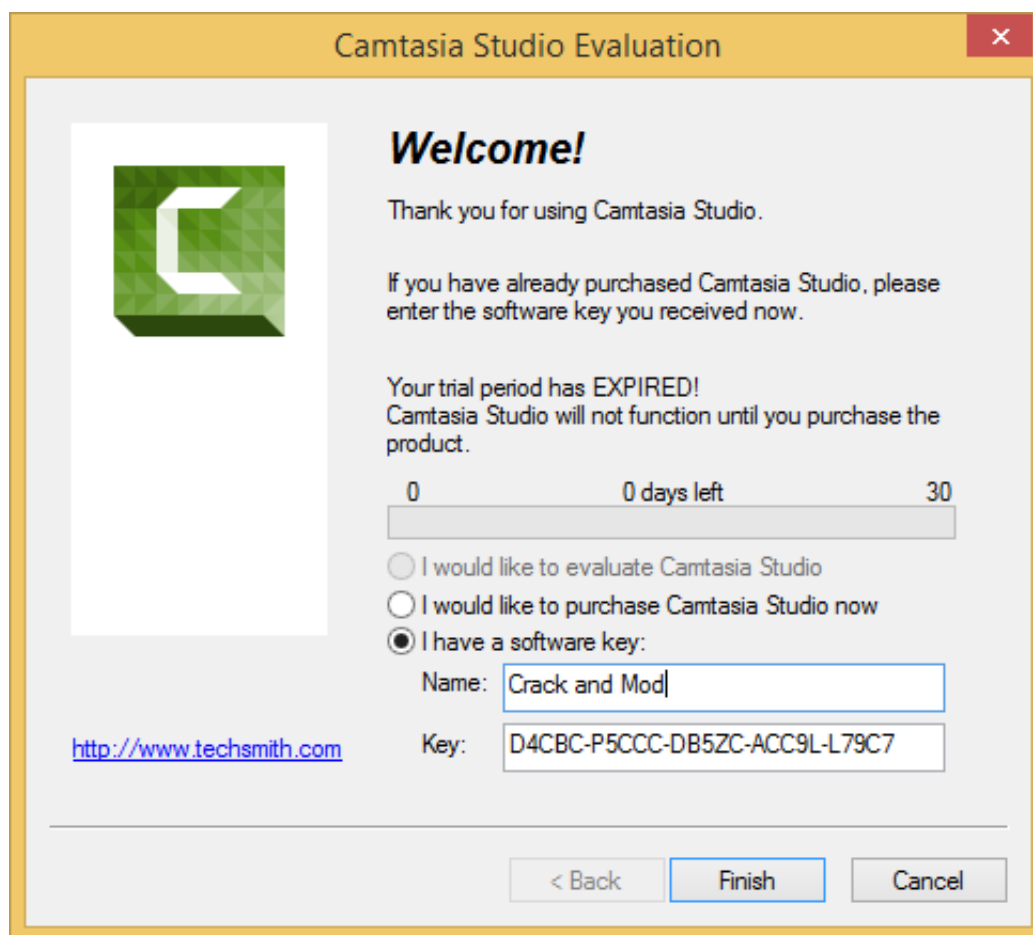 Camtasia Studio Evaluation
Welcome!
Thank you for using Camtasia Studio.
If you have already purchased Camtasia Studio, please
enter the software key you received now.
Your trial period has EXPIRED!
Camtasia Studio will not function until you purchase the
product.
0 0 days left 30
I would like to evaluate Camtasia Studio
I would like to purchase Camtasia Studio now
I have a software key:
Name: Crack and Mod
http://www.techsmith.com Key: D4CBC-P5CCC-DB5ZC-ACC9L-L79C7
< Back Finish Cancel